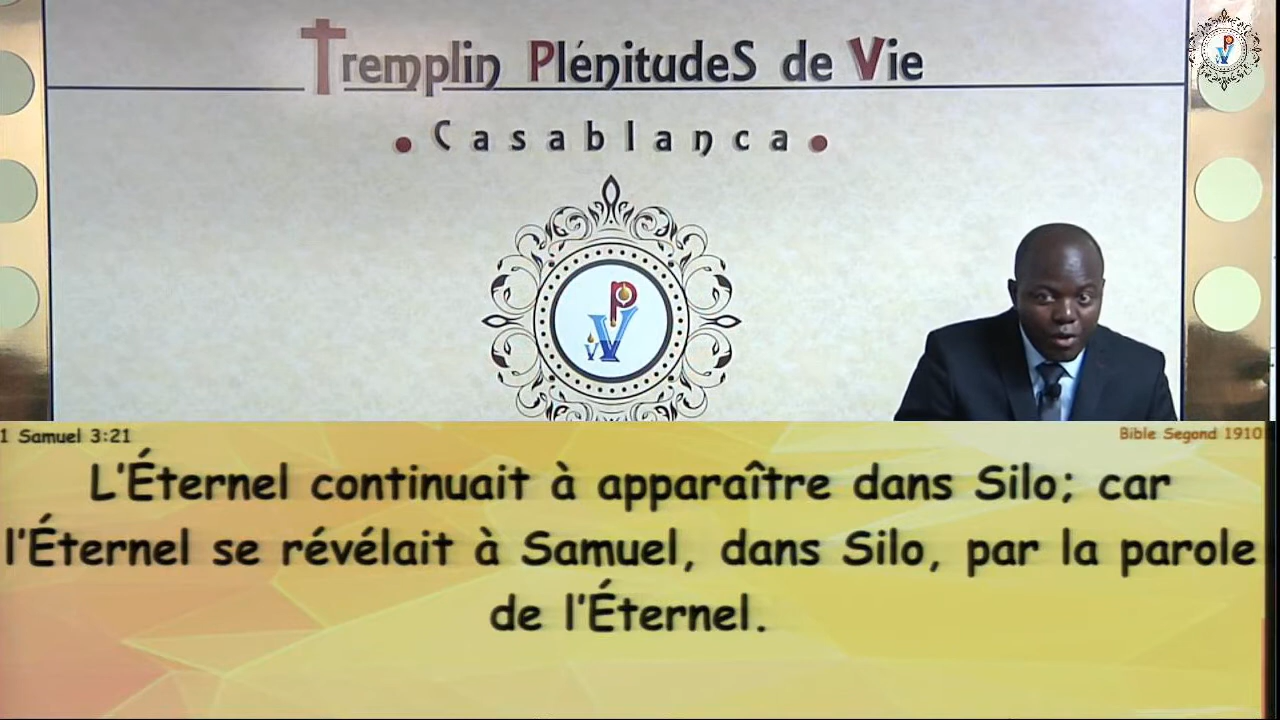 Tremplin PlénitudeS de Vie
• Casablanca •
PV
1 Samuel 3:21
Bible Segond 1910
L'Éternel continuait à apparaître dans Silo; car
l'Éternel se révélait à Samuel, dans Silo, par la parole
de l'Éternel.